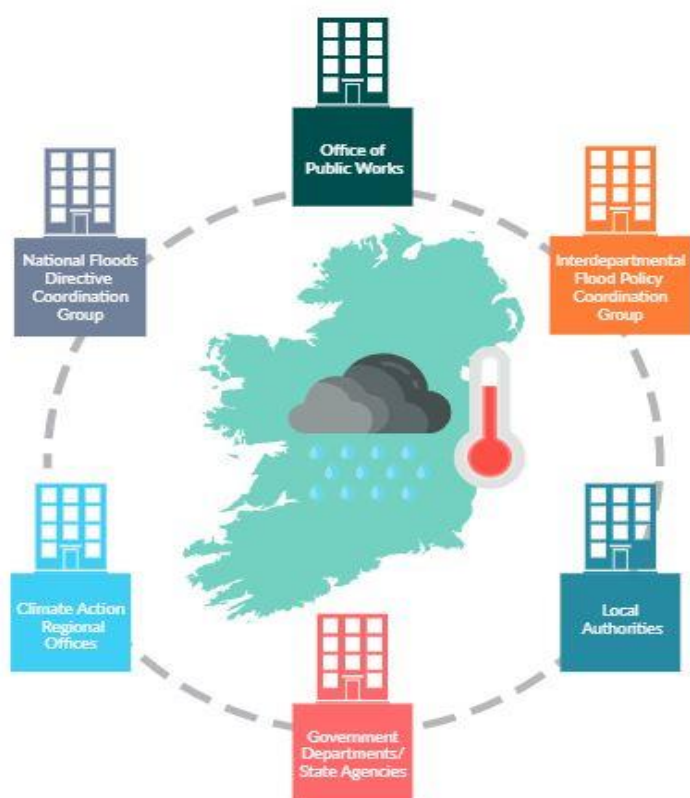 Office of
Public Works
National Floods
Directive
Coordination
Group
Interdepartmental
Flood Policy
Coordination
Group
Climate Action
Regional
Offices
Local
Authorities
Government
Departments/
State Agencies